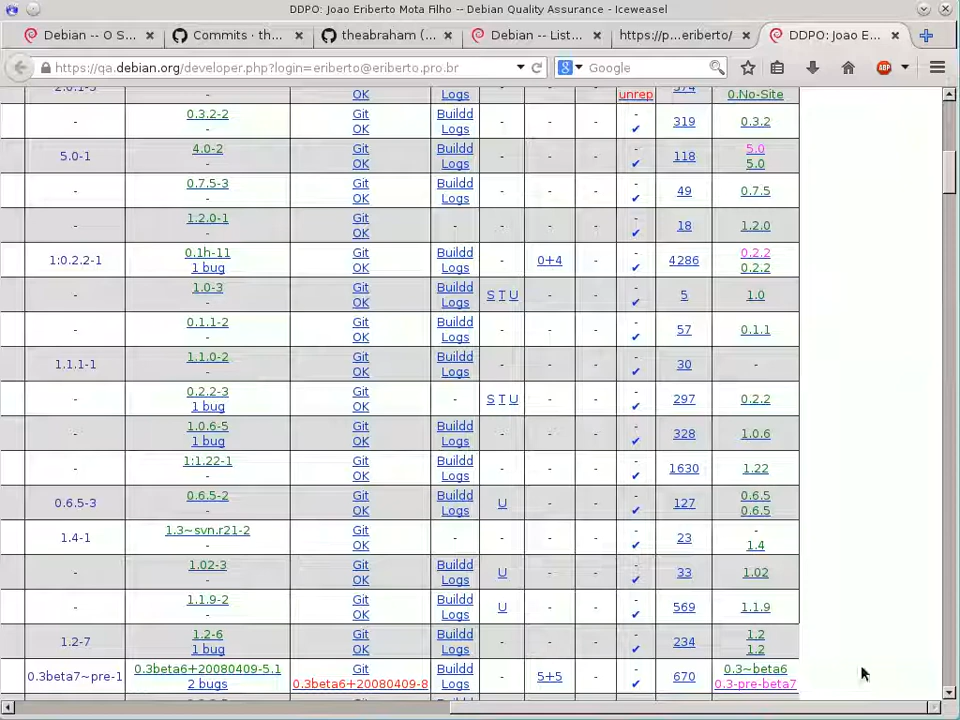 DDPO: Joao Eriberto Mota Filho -- Debian Quality Assurance - Iceweasel
Debian -- O S... Commits · th... theabraham (... Debian -- List... https://p....eriberto/ DDPO: Joao E...
https://qa.debian.org/developer.php?login=eriberto@eriberto.pro.br Google ABP
2.6.1-3 - OK Logs - - - unrep 374 0.No-Site
- 0.3.2-2 Git Buildd - - - - 319 0.3.2
- OK Logs ✔
5.0-1 4.0-2 Git Buildd - - - - 118 5.0
- OK Logs ✔ 5.0
- 0.7.5-3 Git Buildd - - - - 49 0.7.5
- OK Logs ✔
- 1:2.0-1 Git - - - - - 18 1.2.0
- OK ✔
1:0.2.2-1 0.1h-11 Git Buildd - 0+4 - - 4286 0.2.2
1 bug OK Logs ✔ 0.2.2
- 1.0-3 Git Buildd S T U - - - 5 1.0
- OK Logs ✔
- 0.1.1-2 Git Buildd - - - - 57 0.1.1
- OK Logs ✔
1.1.1-1 1.1.0-2 Git Buildd - - - - 30 -
- OK Logs ✔
- 0.2.2-3 Git - S T U - - - 297 0.2.2
1 bug OK ✔
- 1.0.6-5 Git Buildd - - - - 328 1.0.6
1 bug OK Logs ✔
- 1:1.22-1 Git Buildd - - - - 1630 1.22
- OK Logs ✔
0.6.5-3 0.6.5-2 Git Buildd U - - - 127 0.6.5
- OK Logs ✔ 0.6.5
1.4-1 1.3~svn.r21-2 Git - - - - - 23 -
- OK ✔ 1.4
- 1.02-3 Git Buildd U - - - 33 1.02
- OK Logs ✔
- 1.1.9-2 Git Buildd U - - - 569 1.1.9
- OK Logs ✔
1.2-7 1.2-6 Git Buildd - - - - 234 1.2
1 bug OK Logs ✔ 1.2
0.3beta7~pre-1 0.3beta6+20080409-5.1 Git Buildd - 5+5 - - 670 0.3~beta6
2 bugs 0.3beta6+20080409-8 Logs ✔ 0.3-pre-beta7